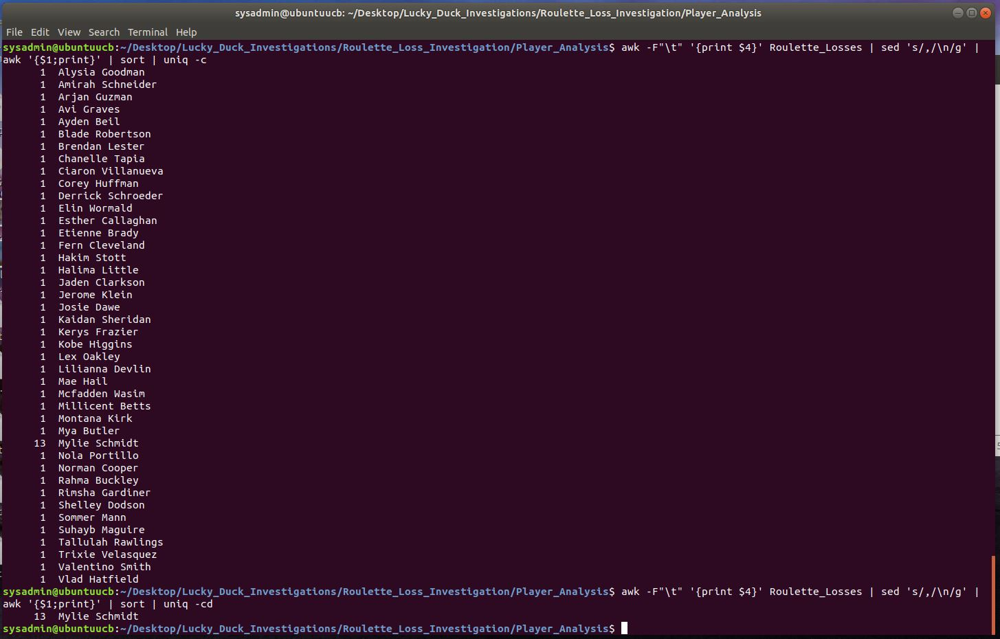 sysadmin@ubuntuucb: ~/Desktop/Lucky_Duck_Investigations/Roulette_Loss_Investigation/Player_Analysis
File Edit View Search Terminal Help
sysadmin@ubuntuucb:~/Desktop/Lucky_Duck_Investigations/Roulette_Loss_Investigation/Player_Analysis$ awk -F"\t" '{print $4}' Roulette_Losses | sed 's/,/\n/g' |
awk '{$1;print}' | sort | uniq -c
1 Alysia Goodman
1 Amirah Schneider
1 Arjan Guzman
1 Avi Graves
1 Ayden Beil
1 Blade Robertson
1 Brendan Lester
1 Chanelle Tapia
1 Ciaron Villanueva
1 Corey Huffman
1 Derrick Schroeder
1 Elin Wormald
1 Esther Callaghan
1 Etienne Brady
1 Fern Cleveland
1 Hakim Stott
1 Halima Little
1 Jaden Clarkson
1 Jerome Klein
1 Josie Dawe
1 Kaidan Sheridan
1 Kerys Frazier
1 Kobe Higgins
1 Lex Oakley
1 Lilianna Devlin
1 Mae Hail
1 Mcfadden Wasim
1 Millicent Betts
1 Montana Kirk
1 Mya Butler
13 Mylie Schmidt
1 Nola Portillo
1 Norman Cooper
1 Rahma Buckley
1 Rimsha Gardiner
1 Shelley Dodson
1 Sommer Mann
1 Suhayb Maguire
1 Tallulah Rawlings
1 Trixie Velasquez
1 Valentino Smith
1 Vlad Hatfield
sysadmin@ubuntuucb:~/Desktop/Lucky_Duck_Investigations/Roulette_Loss_Investigation/Player_Analysis$ awk -F"\t" '{print $4}' Roulette_Losses | sed 's/,/\n/g' |
awk '{$1;print}' | sort | uniq -cd
13 Mylie Schmidt
sysadmin@ubuntuucb:~/Desktop/Lucky_Duck_Investigations/Roulette_Loss_Investigation/Player_Analysis$